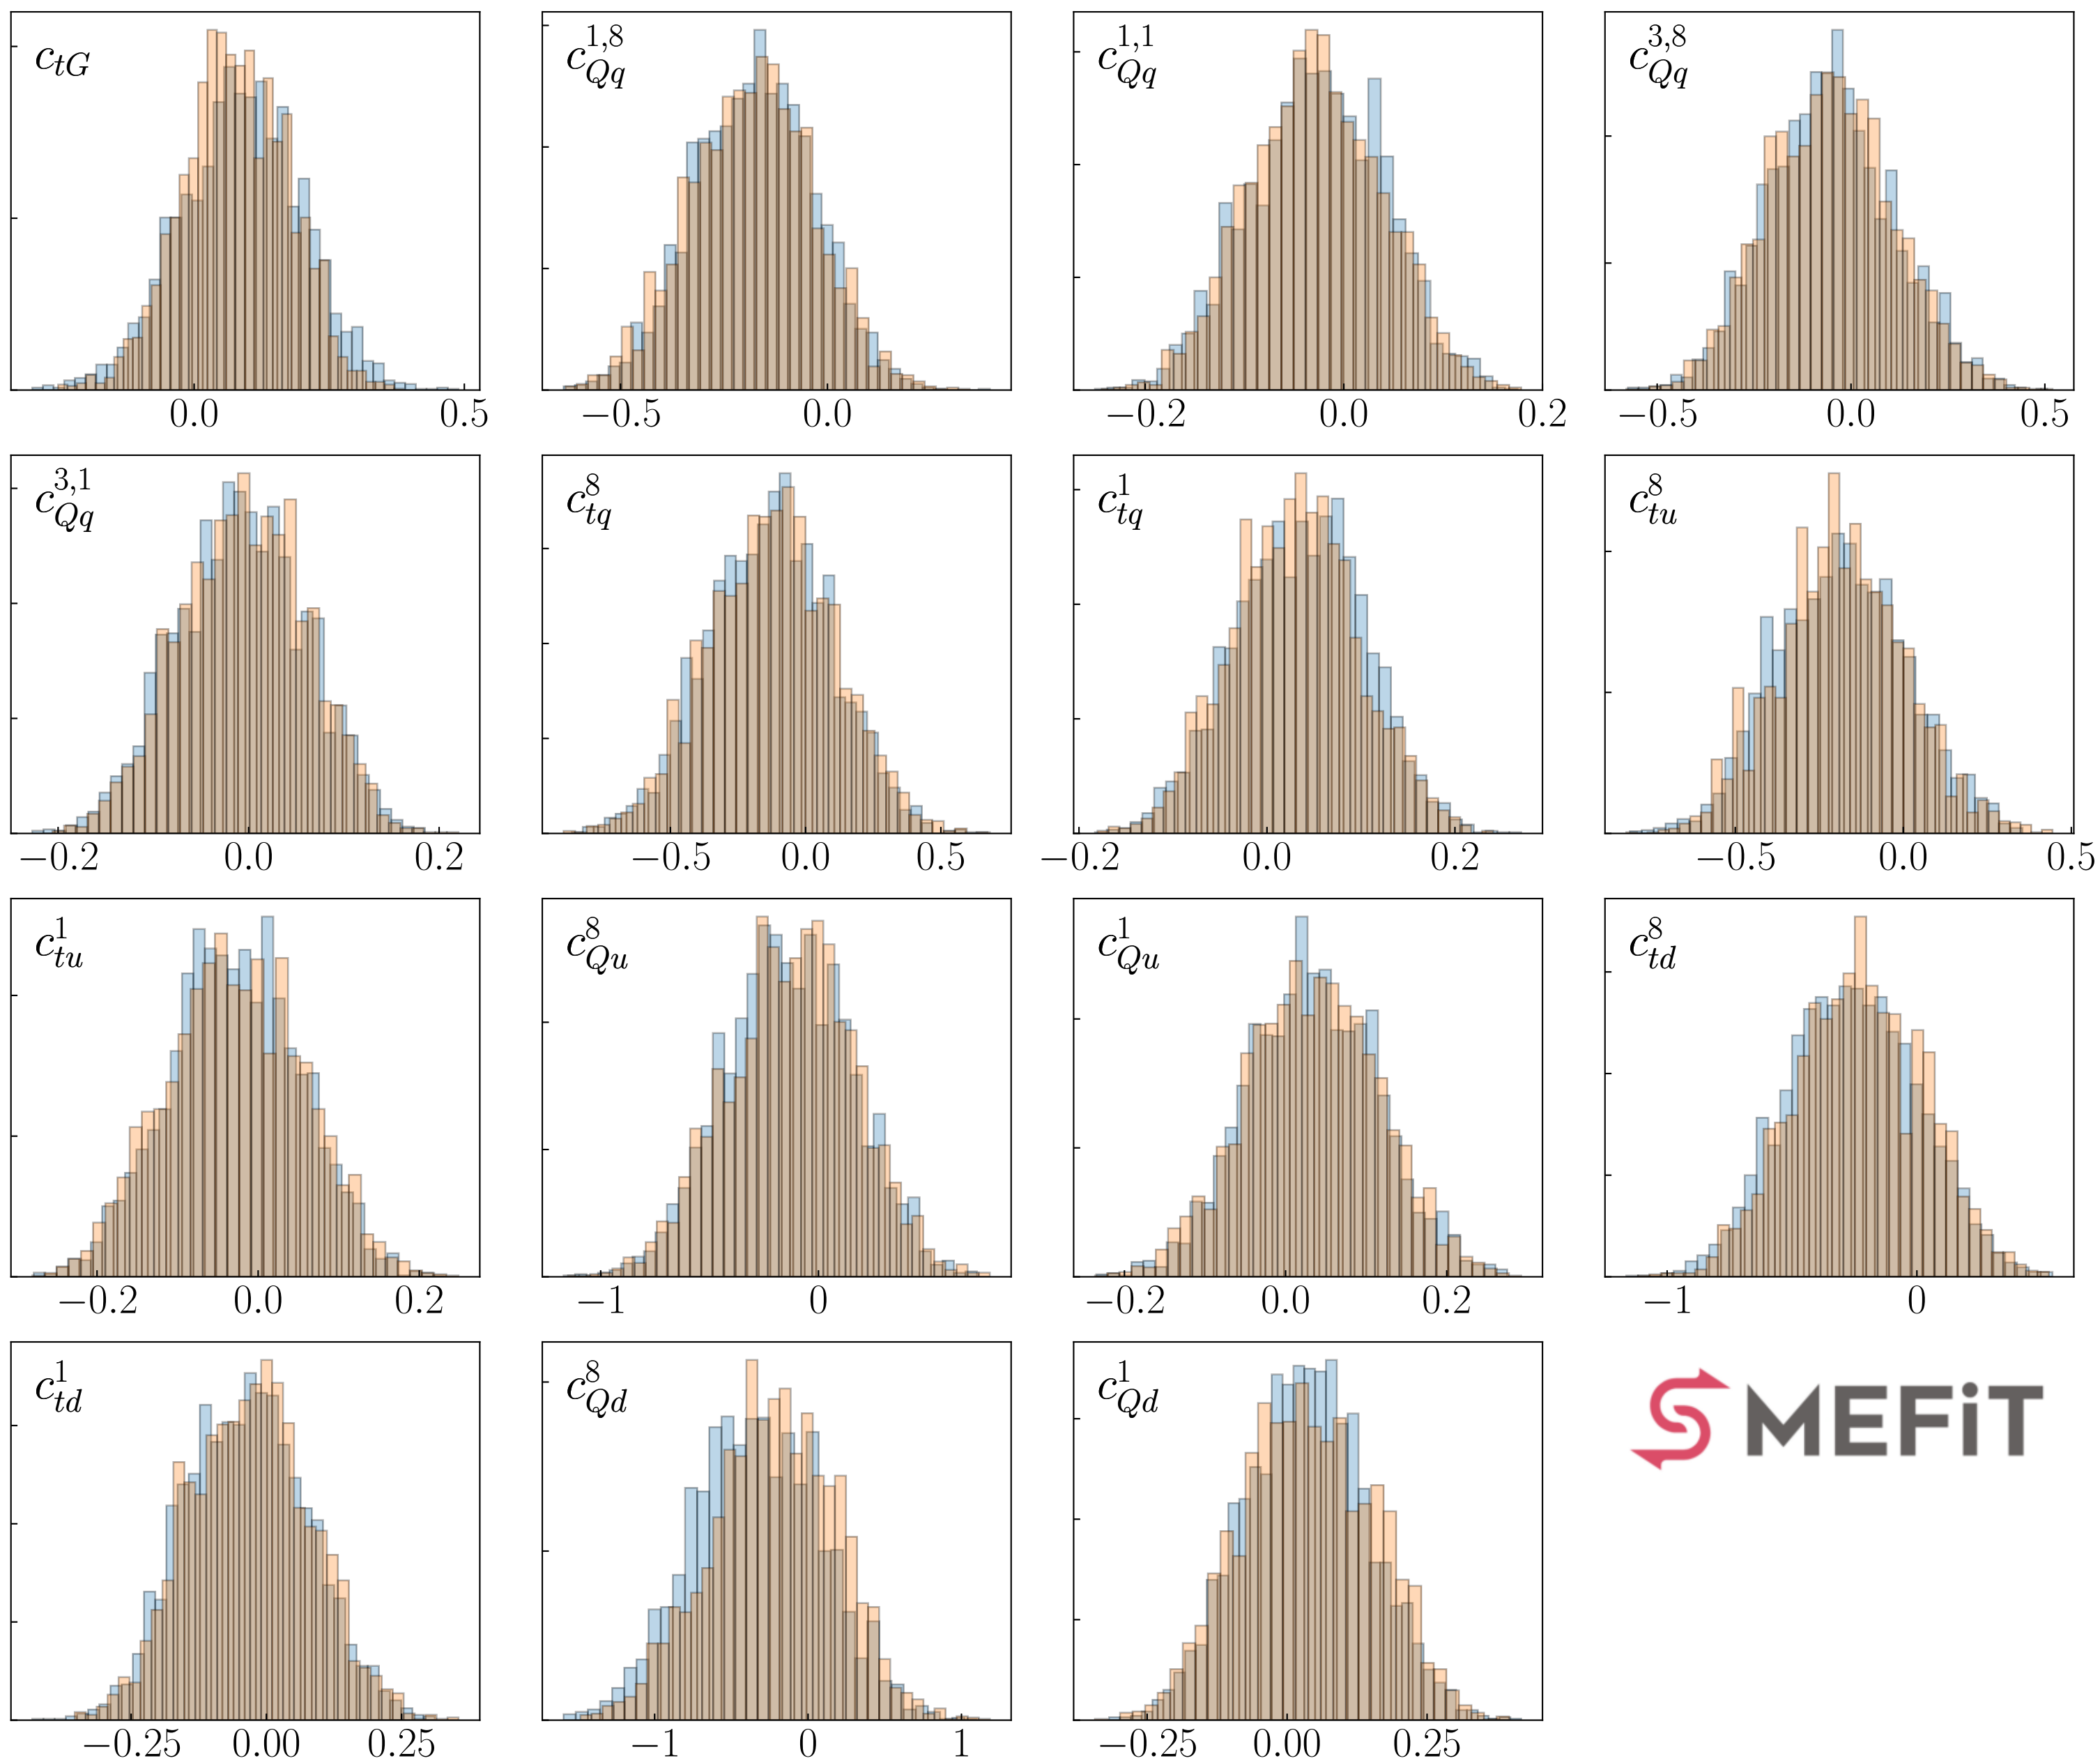 c_{tG} c_{Qq}^{1,8} c_{Qq}^{1,1} c_{Qq}^{3,8}
0.0 0.5 −0.5 0.0 −0.2 0.0 0.2 −0.5 0.0 0.5
c_{Qq}^{3,1} c_{tq}^{8} c_{tq}^{1} c_{tu}^{8}
−0.2 0.0 0.2 −0.5 0.0 0.5 −0.2 0.0 0.2 −0.5 0.0 0.5
c_{tu}^{1} c_{Qu}^{8} c_{Qu}^{1} c_{td}^{8}
−0.2 0.0 0.2 −1 0 −0.2 0.0 0.2 −1 0
c_{td}^{1} c_{Qd}^{8} c_{Qd}^{1} SMEFiT
−0.25 0.00 0.25 −1 0 1 −0.25 0.00 0.25